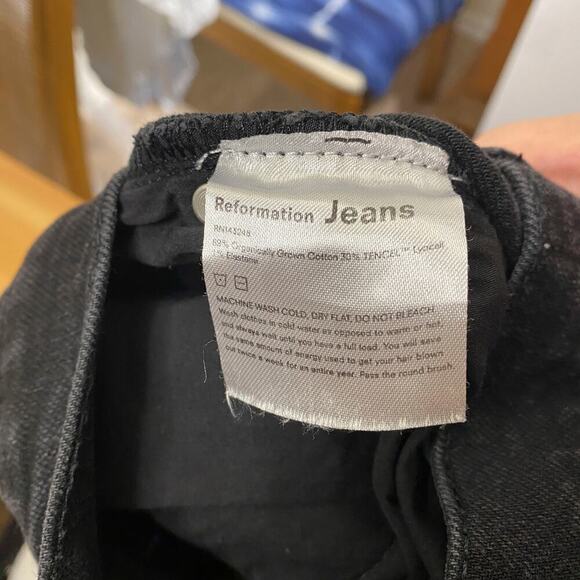 Reformation Jeans
RN143248
69% Organically Grown Cotton 30% TENCEL™ Lyocell
1% Elastane
MACHINE WASH COLD, DRY FLAT, DO NOT BLEACH
Wash clothes in cold water as opposed to warm or hot,
and always wait until you have a full load. You will save
the same amount of energy used to get your hair blown
out twice a week for an entire year. Pass the round brush.